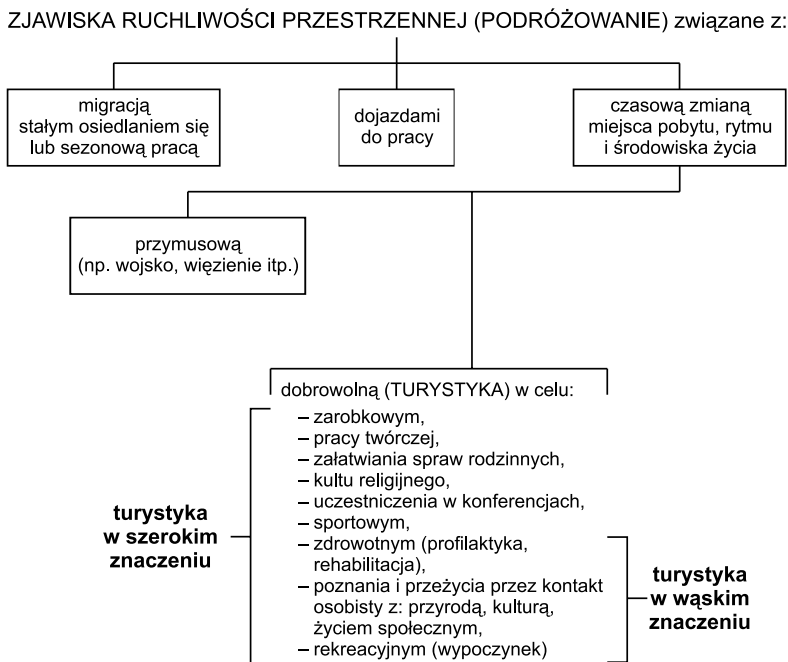 ZJAWISKA RUCHLIWOŚCI PRZESTRZENNEJ (PODRÓŻOWANIE) związane z:
migracją
stałym osiedlaniem się
lub sezonową pracą
dojazdami
do pracy
czasową zmianą
miejsca pobytu, rytmu
i środowiska życia
przymusową
(np. wojsko, więzienie itp.)
dobrowolną (TURYSTYKA) w celu:
– zarobkowym,
– pracy twórczej,
– załatwiania spraw rodzinnych,
– kultu religijnego,
– uczestniczenia w konferencjach,
– sportowym,
– zdrowotnym (profilaktyka,
rehabilitacja),
– poznania i przeżycia przez kontakt
osobisty z: przyrodą, kulturą,
życiem społecznym,
– rekreacyjnym (wypoczynek)
turystyka
w szerokim
znaczeniu
turystyka
w wąskim
znaczeniu